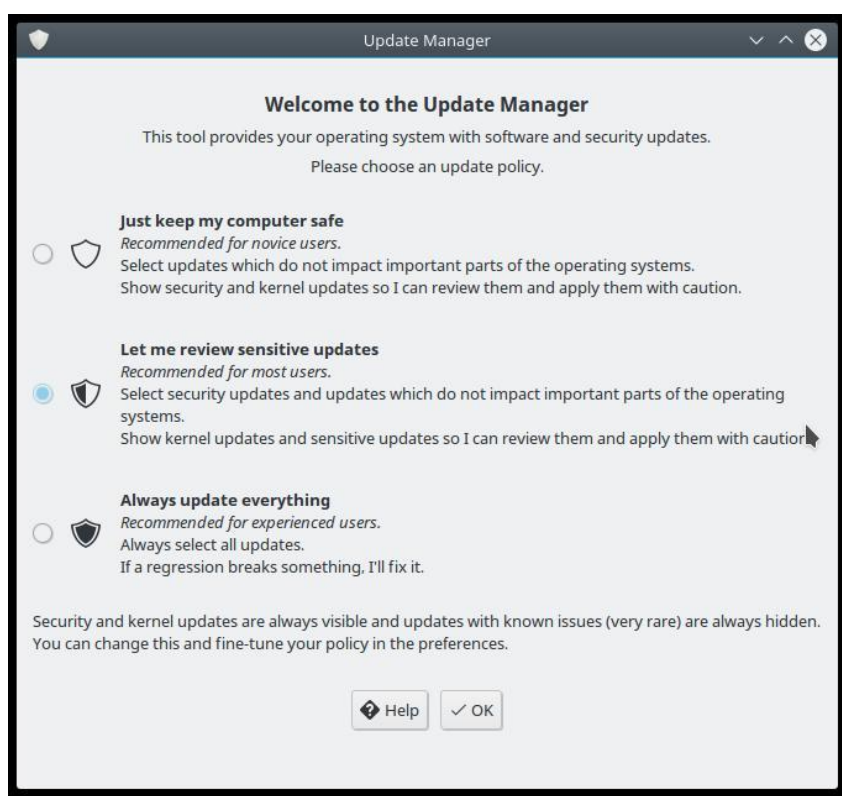 Update Manager
Welcome to the Update Manager
This tool provides your operating system with software and security updates.
Please choose an update policy.
Just keep my computer safe
Recommended for novice users.
Select updates which do not impact important parts of the operating systems.
Show security and kernel updates so I can review them and apply them with caution.
Let me review sensitive updates
Recommended for most users.
Select security updates and updates which do not impact important parts of the operating
systems.
Show kernel updates and sensitive updates so I can review them and apply them with caution
Always update everything
Recommended for experienced users.
Always select all updates.
If a regression breaks something, I'll fix it.
Security and kernel updates are always visible and updates with known issues (very rare) are always hidden.
You can change this and fine-tune your policy in the preferences.
Help
OK